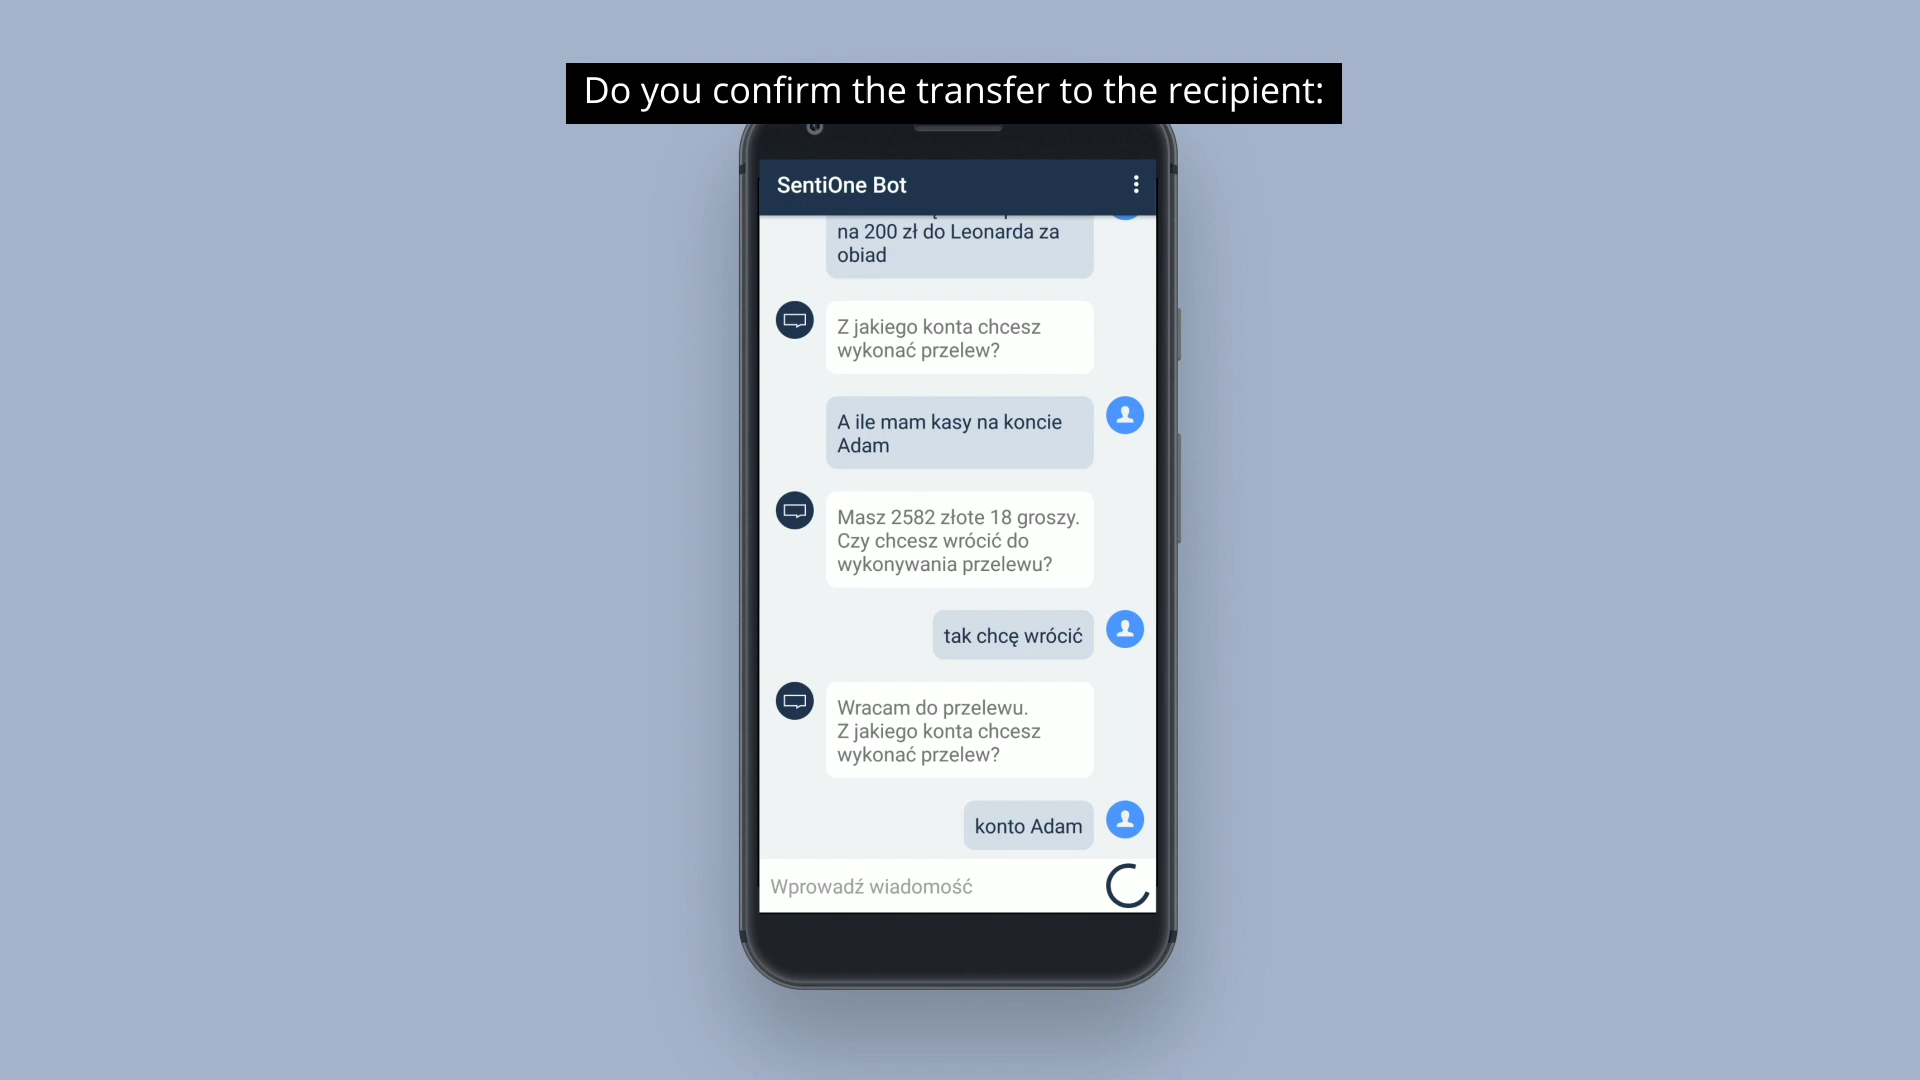 Do you confirm the transfer to the recipient:
SentiOne Bot
na 200 zł do Leonarda za
obiad
Z jakiego konta chcesz
wykonać przelew?
A ile mam kasy na koncie
Adam
Masz 2582 złote 18 groszy.
Czy chcesz wrócić do
wykonywania przelewu?
tak chcę wrócić
Wracam do przelewu.
Z jakiego konta chcesz
wykonać przelew?
konto Adam
Wprowadź wiadomość